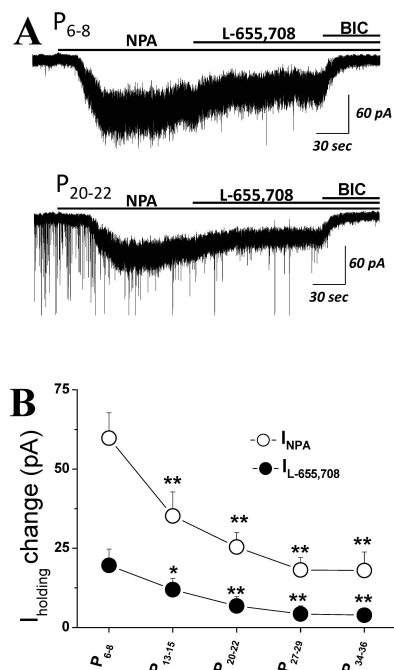 A
P6-8
NPA
L-655,708
BIC
60 pA
30 sec
P20-22
NPA
L-655,708
BIC
60 pA
30 sec
B
Iholding change (pA)
75
50
25
0
INPA
IL-655,708
**
**
**
**
*
**
**
**
P6-8
P13-15
P20-22
P27-29
P34-36